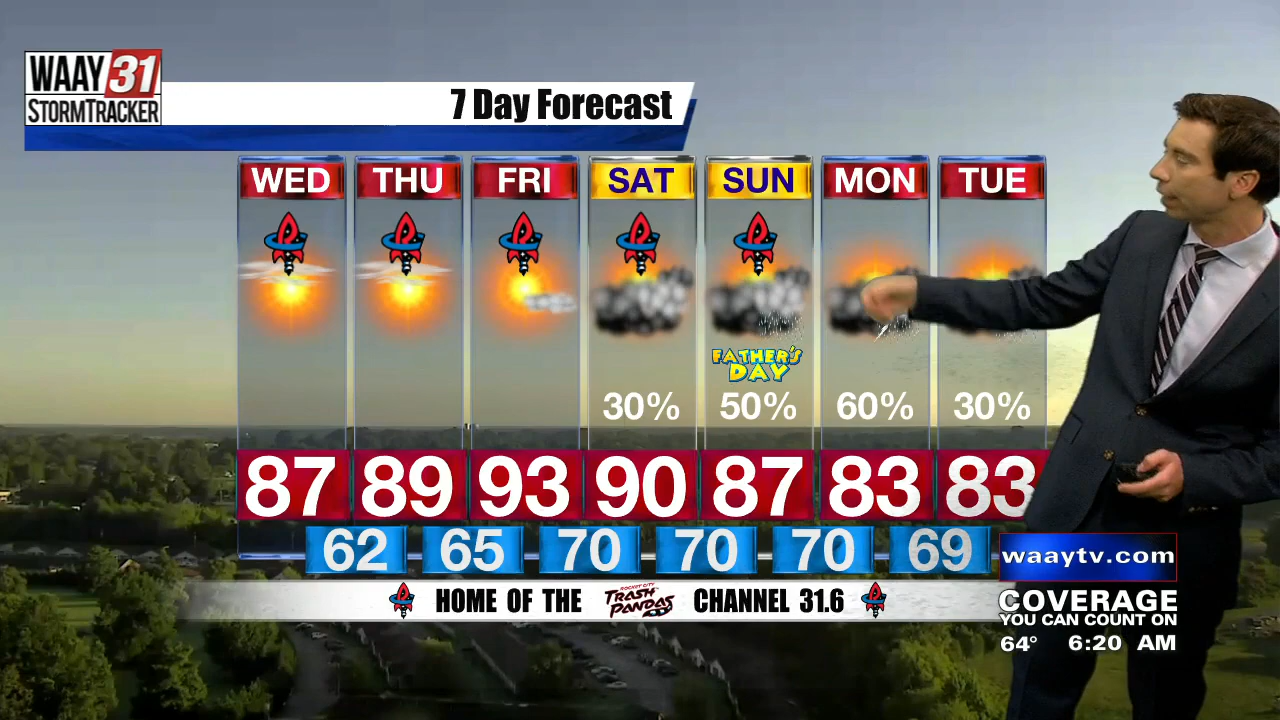 WAAY 31
STORMTRACKER
7 Day Forecast
WED THU FRI SAT SUN MON TUE
FATHER'S
DAY
30% 50% 60% 30%
87 89 93 90 87 83 83
62 65 70 70 70 69
HOME OF THE ROCKET CITY TRASH PANDAS CHANNEL 31.6
waaytv.com
COVERAGE
YOU CAN COUNT ON
64° 6:20 AM